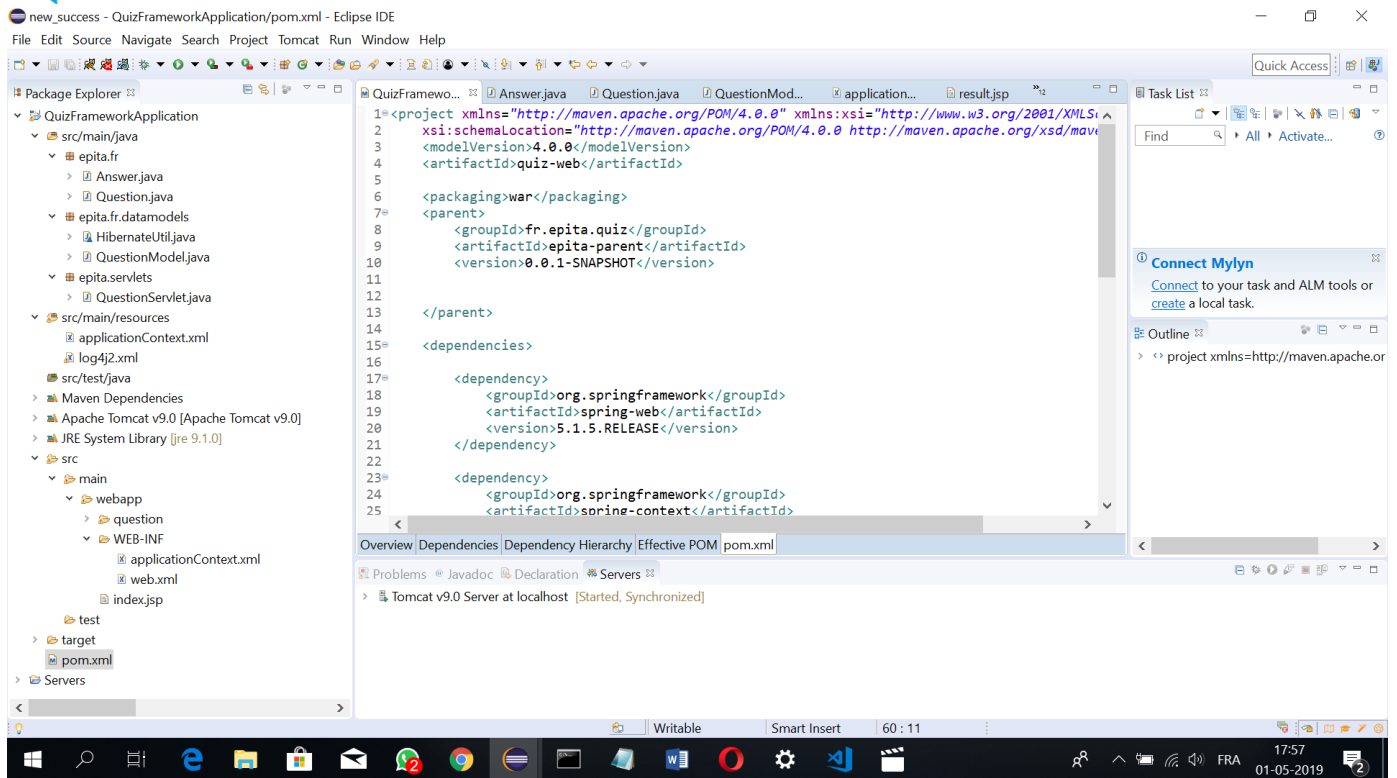 new_success - QuizFrameworkApplication/pom.xml - Eclipse IDE
File Edit Source Navigate Search Project Tomcat Run Window Help
Quick Access
Package Explorer
QuizFrameworkApplication
src/main/java
epita.fr
Answer.java
Question.java
epita.fr.datamodels
HibernateUtil.java
QuestionModel.java
epita.servlets
QuestionServlet.java
src/main/resources
applicationContext.xml
log4j2.xml
src/test/java
Maven Dependencies
Apache Tomcat v9.0 [Apache Tomcat v9.0]
JRE System Library [jre 9.1.0]
src
main
webapp
question
WEB-INF
applicationContext.xml
web.xml
index.jsp
test
target
pom.xml
Servers
QuizFramewo... Answer.java Question.java QuestionMod... application... result.jsp »12
1 <project xmlns="http://maven.apache.org/POM/4.0.0" xmlns:xsi="http://www.w3.org/2001/XMLSc
2 xsi:schemaLocation="http://maven.apache.org/POM/4.0.0 http://maven.apache.org/xsd/mave
3 <modelVersion>4.0.0</modelVersion>
4 <artifactId>quiz-web</artifactId>
5
6 <packaging>war</packaging>
7 <parent>
8 <groupId>fr.epita.quiz</groupId>
9 <artifactId>epita-parent</artifactId>
10 <version>0.0.1-SNAPSHOT</version>
11
12
13 </parent>
14
15 <dependencies>
16
17 <dependency>
18 <groupId>org.springframework</groupId>
19 <artifactId>spring-web</artifactId>
20 <version>5.1.5.RELEASE</version>
21 </dependency>
22
23 <dependency>
24 <groupId>org.springframework</groupId>
25 <artifactId>spring-context</artifactId>
Overview Dependencies Dependency Hierarchy Effective POM pom.xml
Problems Javadoc Declaration Servers
Tomcat v9.0 Server at localhost [Started, Synchronized]
Task List
Find All Activate...
Connect Mylyn
Connect to your task and ALM tools or
create a local task.
Outline
project xmlns=http://maven.apache.or
Writable Smart Insert 60 : 11
2
FRA
17:57
01-05-2019
2